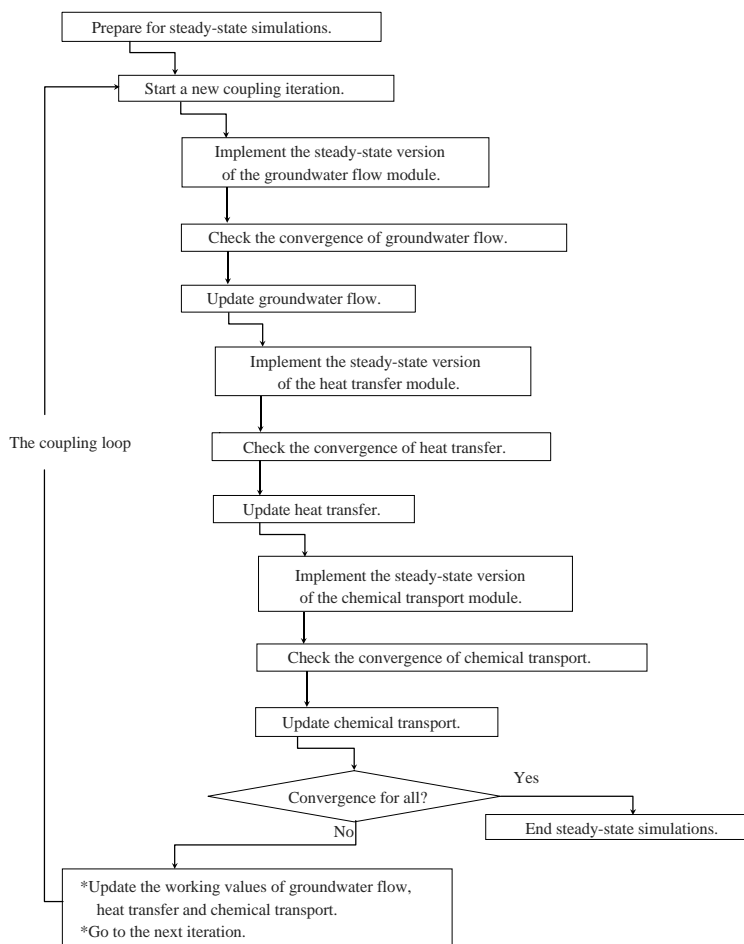 Prepare for steady-state simulations.
Start a new coupling iteration.
Implement the steady-state version
of the groundwater flow module.
Check the convergence of groundwater flow.
Update groundwater flow.
Implement the steady-state version
of the heat transfer module.
The coupling loop
Check the convergence of heat transfer.
Update heat transfer.
Implement the steady-state version
of the chemical transport module.
Check the convergence of chemical transport.
Update chemical transport.
Convergence for all?
Yes
End steady-state simulations.
No
*Update the working values of groundwater flow,
heat transfer and chemical transport.
*Go to the next iteration.